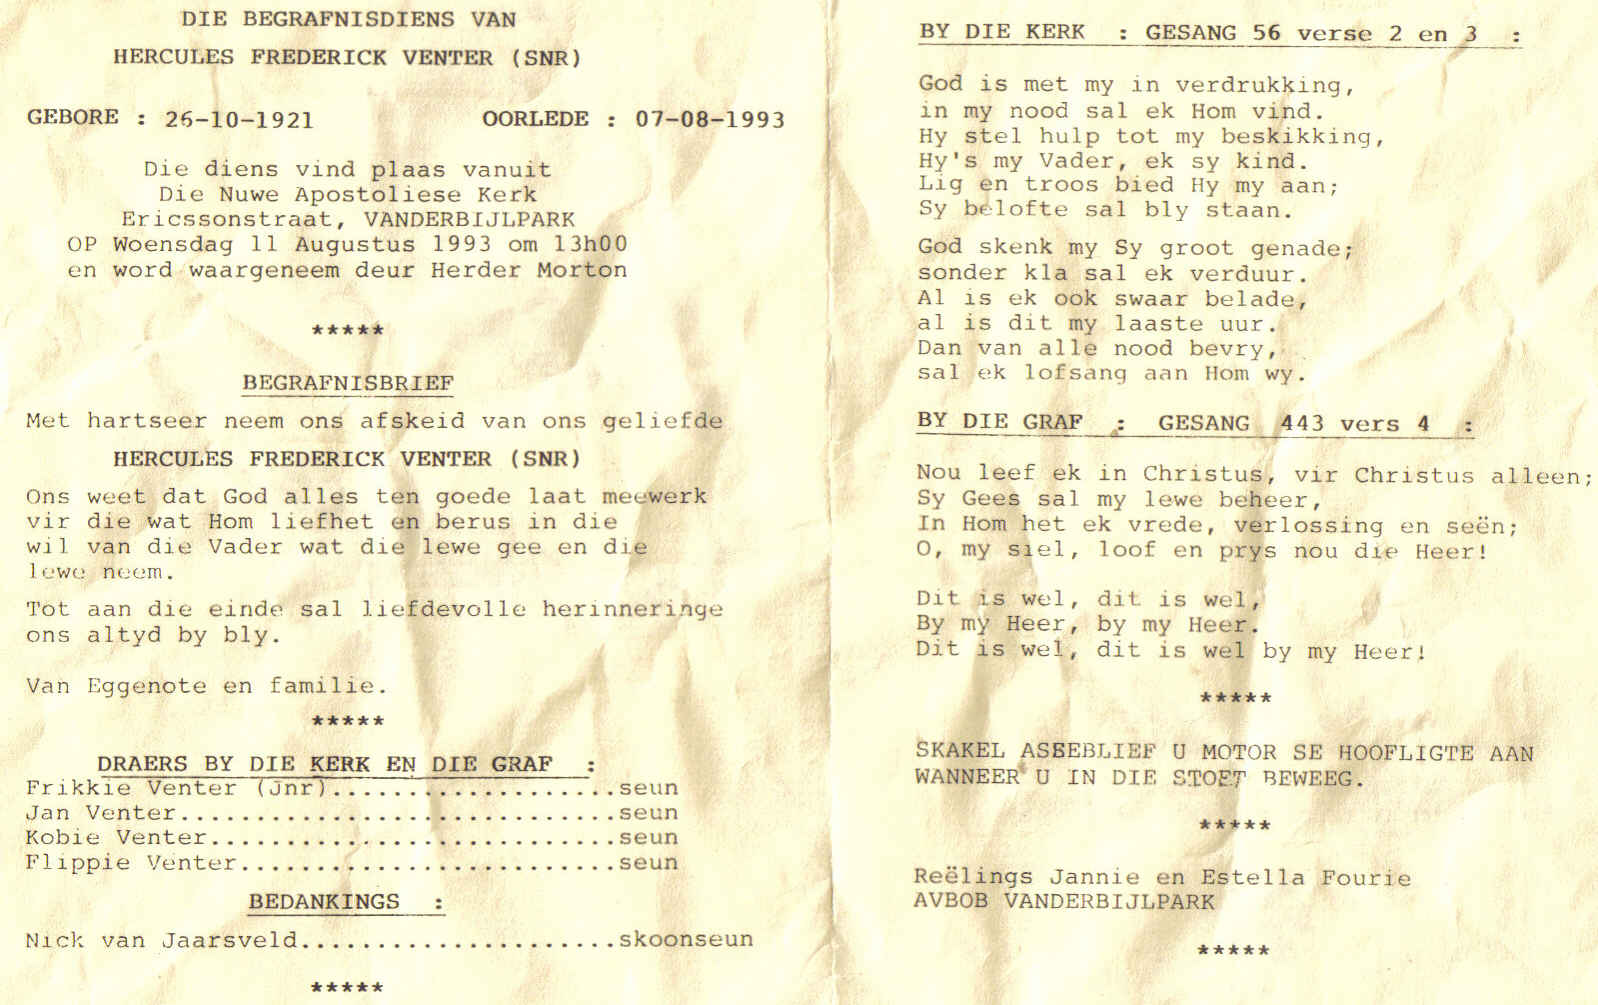 DIE BEGRAFNISDIENS VAN
HERCULES FREDERICK VENTER (SNR)
GEBORE : 26-10-1921 OORLEDE : 07-08-1993
Die diens vind plaas vanuit
Die Nuwe Apostoliese Kerk
Ericssonstraat, VANDERBIJLPARK
OP Woensdag 11 Augustus 1993 om 13h00
en word waargeneem deur Herder Morton
*****
BEGRAFNISBRIEF
Met hartseer neem ons afskeid van ons geliefde
HERCULES FREDERICK VENTER (SNR)
Ons weet dat God alles ten goede laat meewerk
vir die wat Hom liefhet en berus in die
wil van die Vader wat die lewe gee en die
lewe neem.
Tot aan die einde sal liefdevolle herinneringe
ons altyd by bly.
Van Eggenote en familie.
*****
DRAERS BY DIE KERK EN DIE GRAF :
Frikkie Venter (Jnr)...................seun
Jan Venter.............................seun
Kobie Venter...........................seun
Flippie Venter.........................seun
BEDANKINGS :
Nick van Jaarsveld.....................skoonseun
*****
BY DIE KERK : GESANG 56 verse 2 en 3 :
God is met my in verdrukking,
in my nood sal ek Hom vind.
Hy stel hulp tot my beskikking,
Hy's my Vader, ek sy kind.
Lig en troos bied Hy my aan;
Sy belofte sal bly staan.
God skenk my Sy groot genade;
sonder kla sal ek verduur.
Al is ek ook swaar belade,
al is dit my laaste uur.
Dan van alle nood bevry,
sal ek lofsang aan Hom wy.
BY DIE GRAF : GESANG 443 vers 4 :
Nou leef ek in Christus, vir Christus alleen;
Sy Gees sal my lewe beheer,
In Hom het ek vrede, verlossing en seën;
O, my siel, loof en prys nou die Heer!
Dit is wel, dit is wel,
By my Heer, by my Heer.
Dit is wel, dit is wel by my Heer!
*****
SKAKEL ASSEBLIEF U MOTOR SE HOOFLIGTE AAN
WANNEER U IN DIE STOET BEWEEG.
*****
Reëlings Jannie en Estella Fourie
AVBOB VANDERBIJLPARK
*****